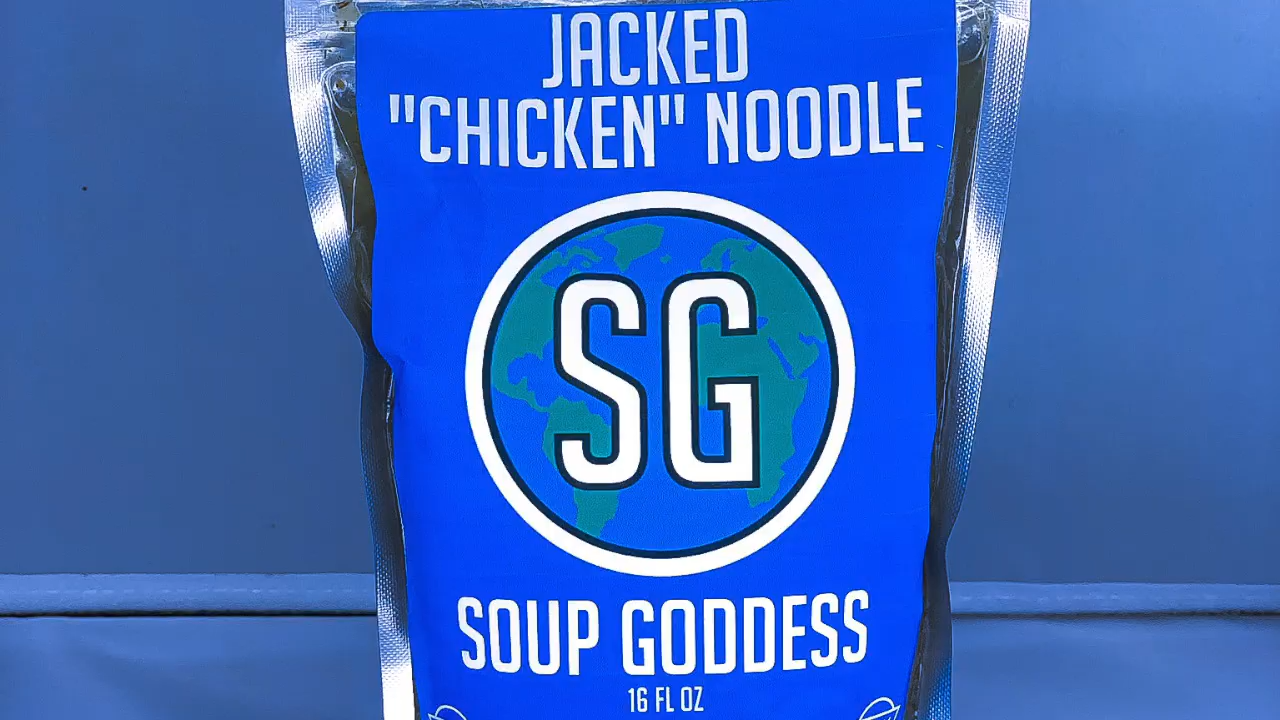 JACKED
"CHICKEN" NOODLE
SG
SOUP GODDESS
16 FL OZ